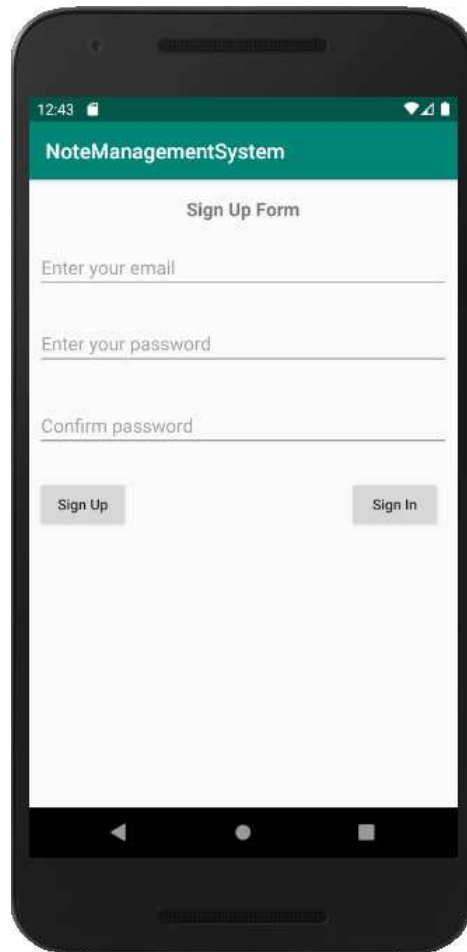 12:43
NoteManagementSystem
Sign Up Form
Enter your email
Enter your password
Confirm password
Sign Up Sign In